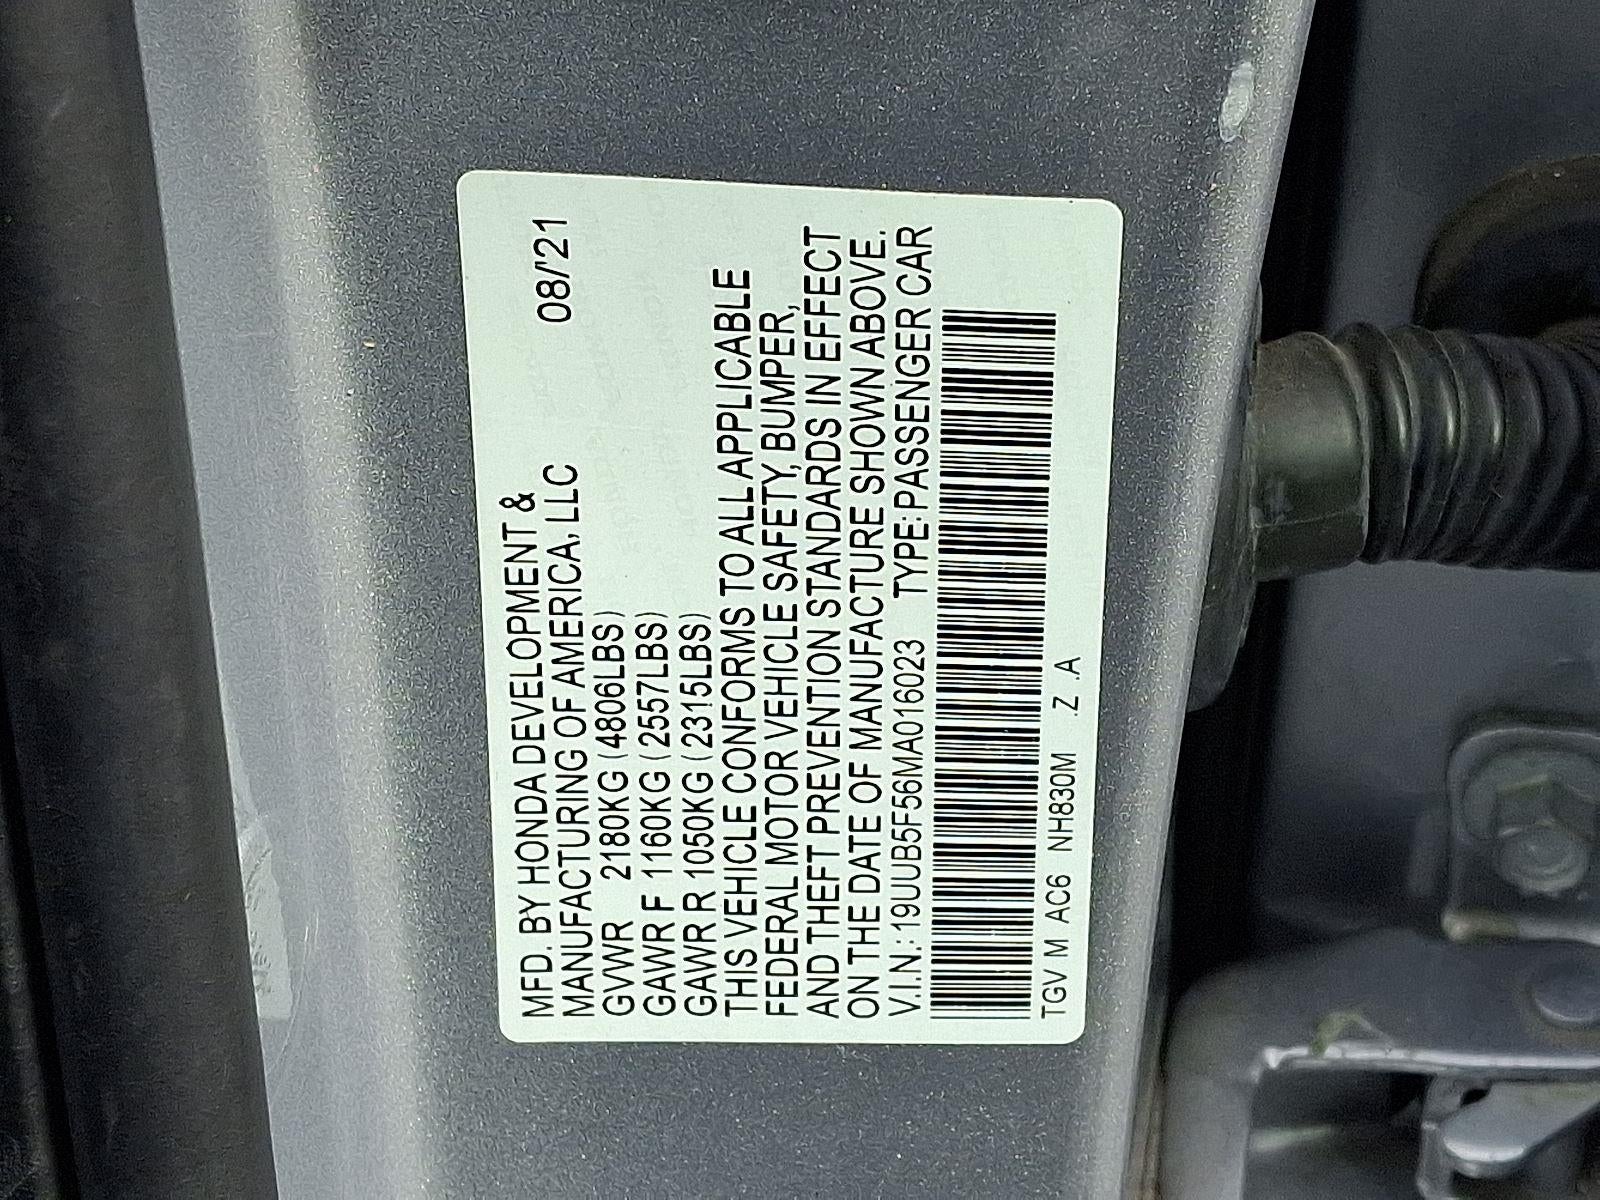 MFD. BY HONDA DEVELOPMENT & 08/'21
MANUFACTURING OF AMERICA, LLC
GVWR 2180KG (4806LBS)
GAWR F 1160KG (2557LBS)
GAWR R 1050KG (2315LBS)
THIS VEHICLE CONFORMS TO ALL APPLICABLE
FEDERAL MOTOR VEHICLE SAFETY, BUMPER,
AND THEFT PREVENTION STANDARDS IN EFFECT
ON THE DATE OF MANUFACTURE SHOWN ABOVE.
V.I.N.: 19UUB5F56MA016023 TYPE: PASSENGER CAR
TGV M AC6 NH830M .Z .A